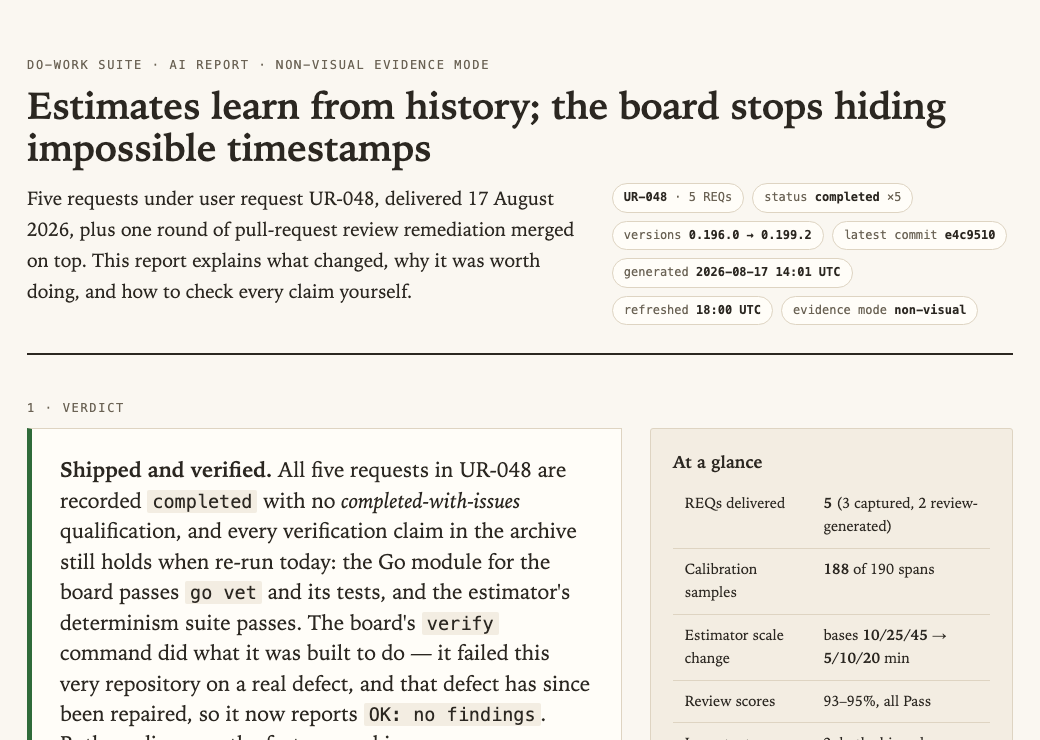 DO-WORK SUITE · AI REPORT · NON-VISUAL EVIDENCE MODE
Estimates learn from history; the board stops hiding
impossible timestamps
Five requests under user request UR-048, delivered 17 August
2026, plus one round of pull-request review remediation merged
on top. This report explains what changed, why it was worth
doing, and how to check every claim yourself.
UR-048 · 5 REQs
status completed ×5
versions 0.196.0 → 0.199.2
latest commit e4c9510
generated 2026-08-17 14:01 UTC
refreshed 18:00 UTC
evidence mode non-visual
1 · VERDICT
Shipped and verified. All five requests in UR-048 are
recorded completed with no completed-with-issues
qualification, and every verification claim in the archive
still holds when re-run today: the Go module for the
board passes go vet and its tests, and the estimator's
determinism suite passes. The board's verify
command did what it was built to do — it failed this
very repository on a real defect, and that defect has since
been repaired, so it now reports OK: no findings.
At a glance
REQs delivered
5 (3 captured, 2 review-
generated)
Calibration
samples
188 of 190 spans
Estimator scale
change
bases 10/25/45 →
5/10/20 min
Review scores
93–95%, all Pass